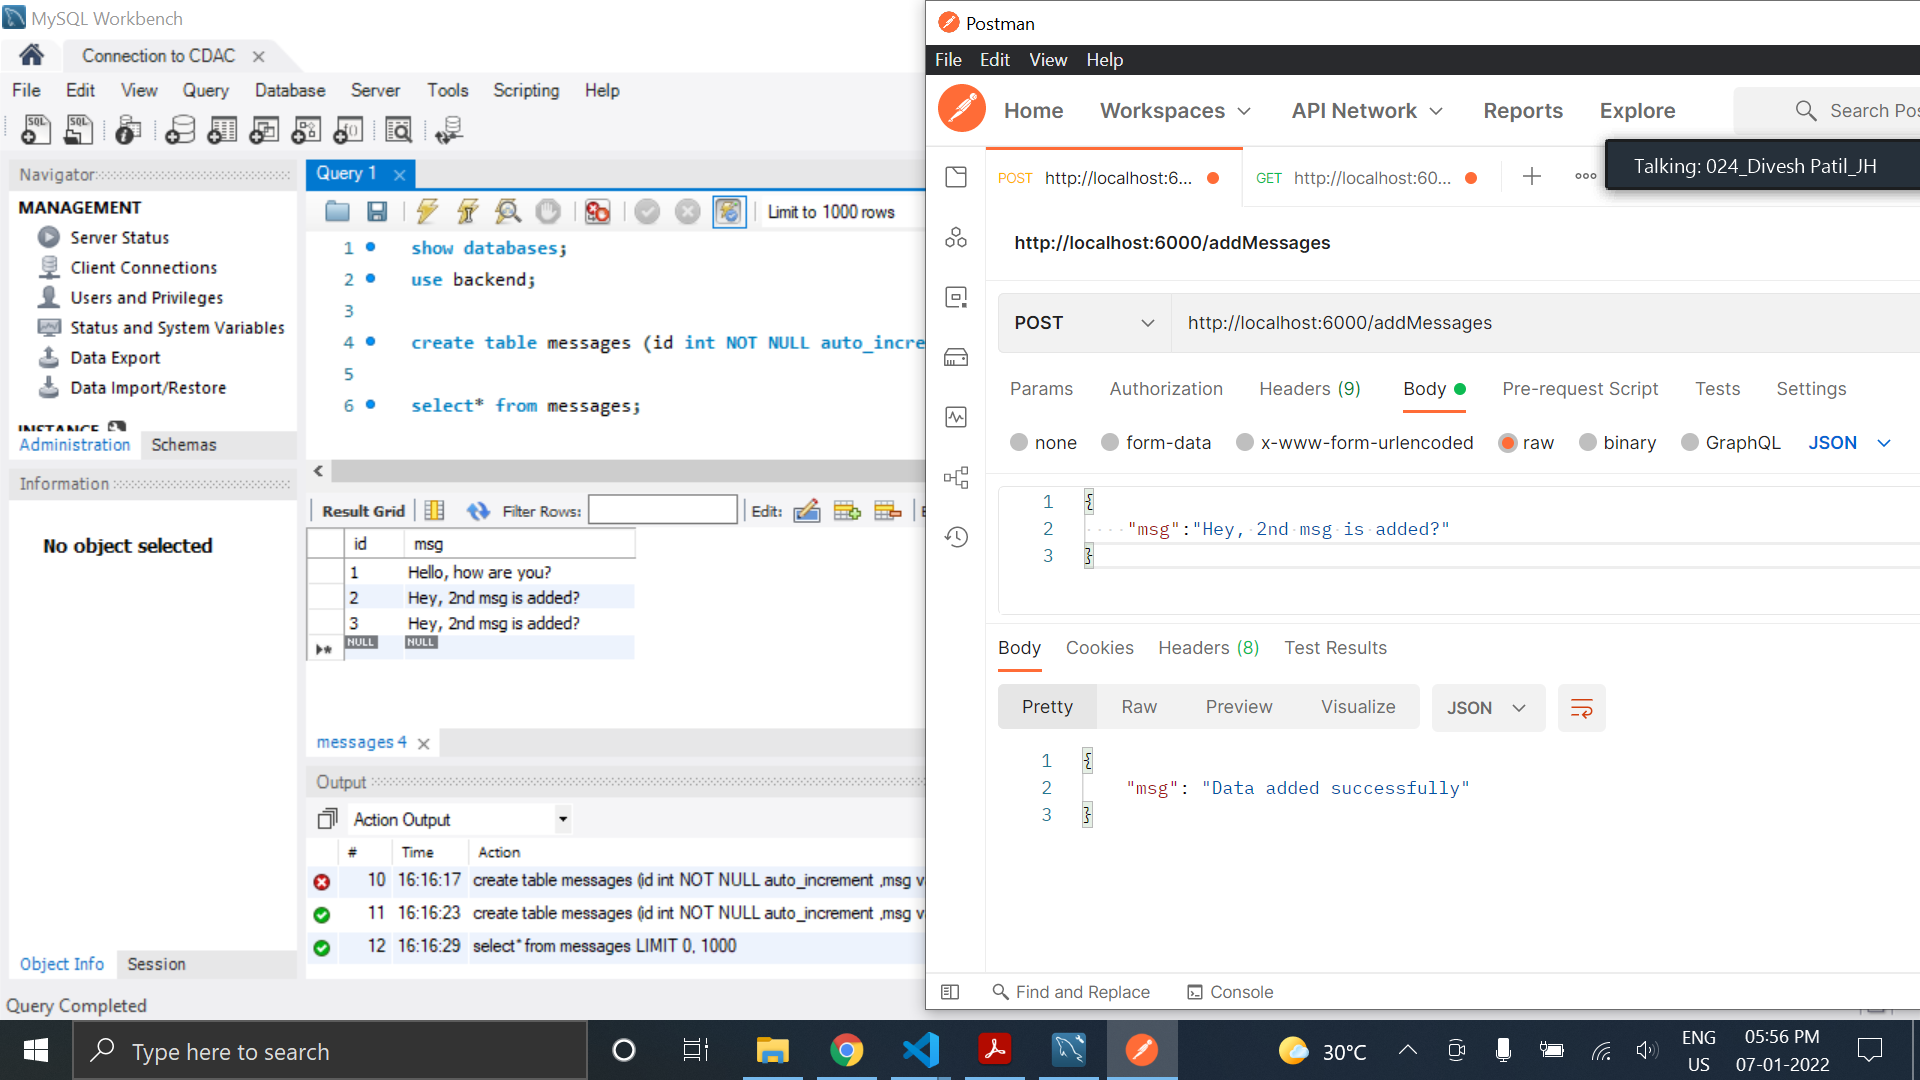 MySQL Workbench
Connection to CDAC
File Edit View Query Database Server Tools Scripting Help
Navigator
MANAGEMENT
Server Status
Client Connections
Users and Privileges
Status and System Variables
Data Export
Data Import/Restore
INSTANCE
Administration Schemas
Information
No object selected
Object Info Session
Query Completed
Query 1
Limit to 1000 rows
1 show databases;
2 use backend;
3
4 create table messages (id int NOT NULL auto_incre
5
6 select* from messages;
Result Grid Filter Rows: Edit:
id msg
1 Hello, how are you?
2 Hey, 2nd msg is added?
3 Hey, 2nd msg is added?
NULL NULL
messages 4
Output
Action Output
# Time Action
10 16:16:17 create table messages (id int NOT NULL auto_increment ,msg va
11 16:16:23 create table messages (id int NOT NULL auto_increment ,msg va
12 16:16:29 select* from messages LIMIT 0, 1000
Postman
File Edit View Help
Home Workspaces API Network Reports Explore Search Pos
Talking: 024_Divesh Patil_JH
POST http://localhost:6... GET http://localhost:60...
http://localhost:6000/addMessages
POST http://localhost:6000/addMessages
Params Authorization Headers (9) Body Pre-request Script Tests Settings
none form-data x-www-form-urlencoded raw binary GraphQL JSON
1 {
2 "msg":"Hey, 2nd msg is added?"
3 }
Body Cookies Headers (8) Test Results
Pretty Raw Preview Visualize JSON
1 {
2 "msg": "Data added successfully"
3 }
Find and Replace Console
Type here to search
30°C
ENG
US
05:56 PM
07-01-2022